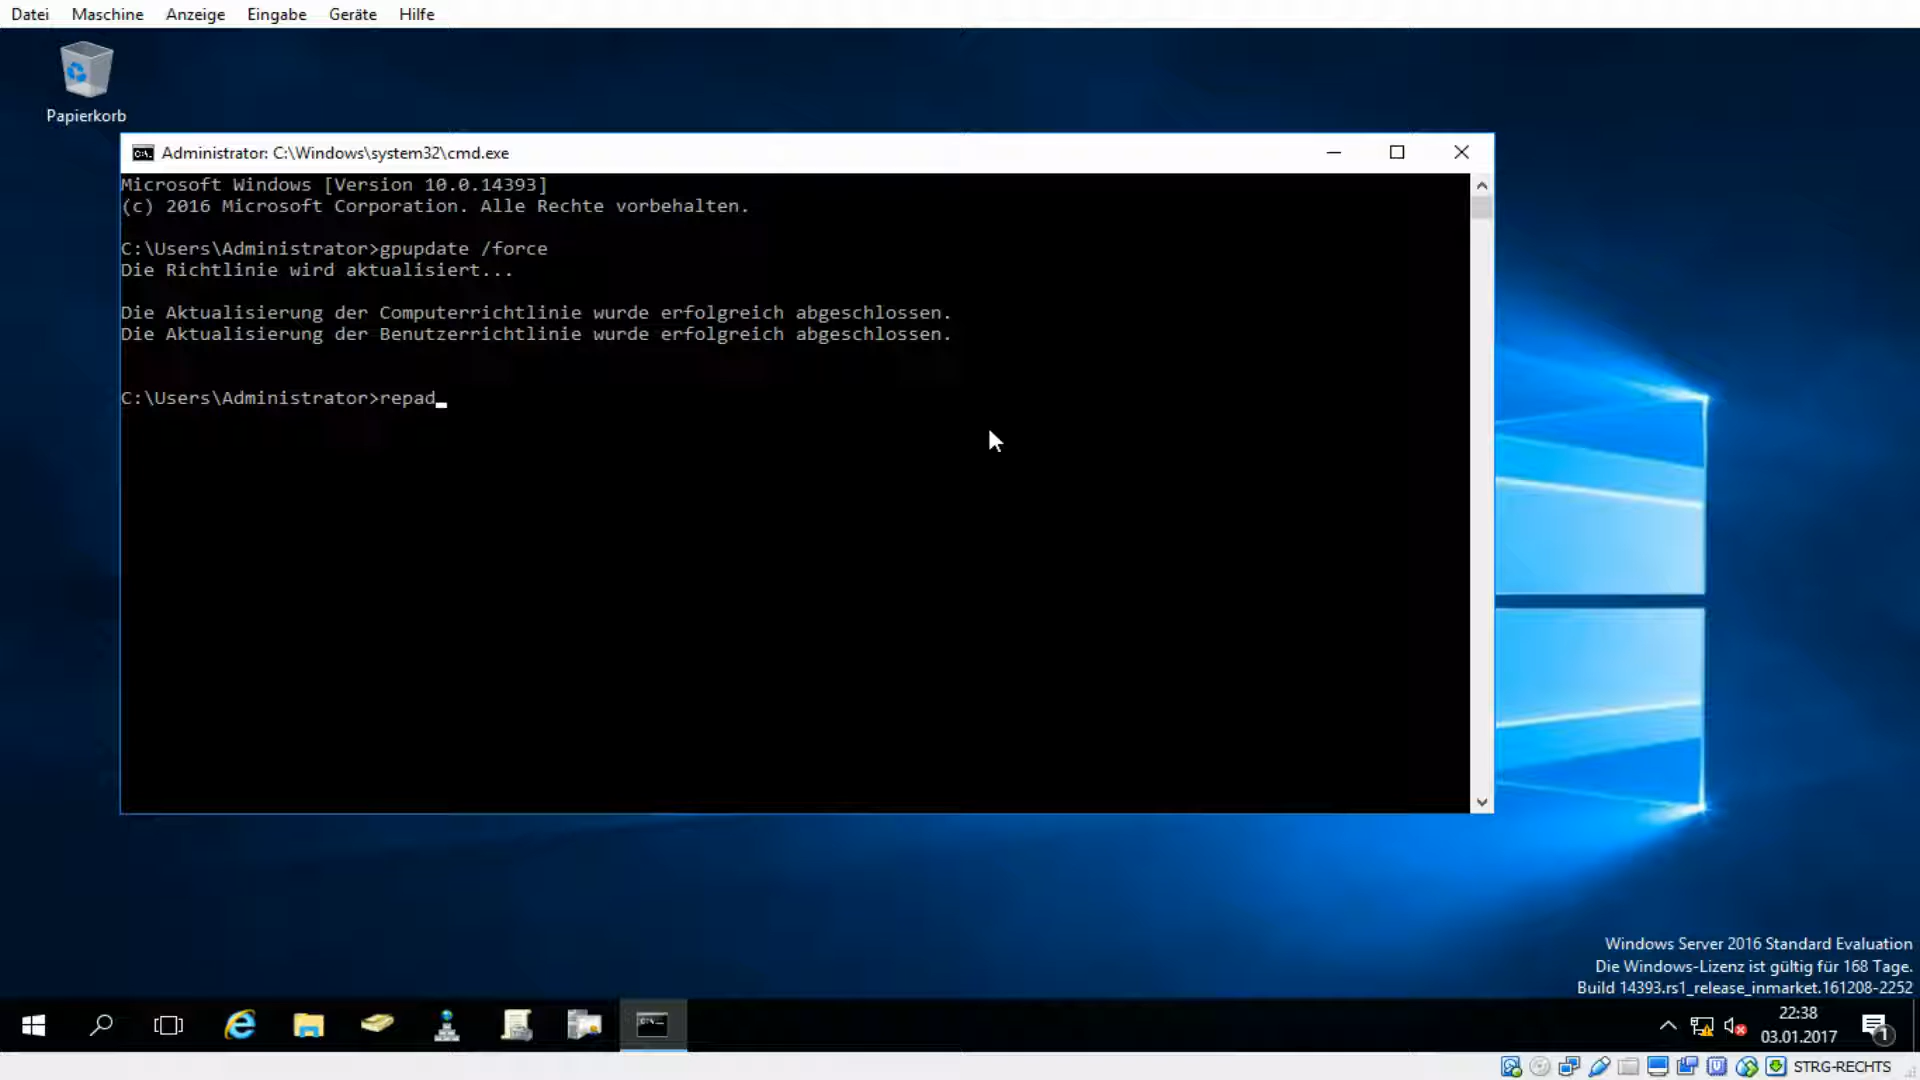 Datei Maschine Anzeige Eingabe Geräte Hilfe
Papierkorb
Administrator: C:\Windows\system32\cmd.exe
Microsoft Windows [Version 10.0.14393]
(c) 2016 Microsoft Corporation. Alle Rechte vorbehalten.
C:\Users\Administrator>gpupdate /force
Die Richtlinie wird aktualisiert...
Die Aktualisierung der Computerrichtlinie wurde erfolgreich abgeschlossen.
Die Aktualisierung der Benutzerrichtlinie wurde erfolgreich abgeschlossen.
C:\Users\Administrator>repad_
Windows Server 2016 Standard Evaluation
Die Windows-Lizenz ist gültig für 168 Tage.
Build 14393.rs1_release_inmarket.161208-2252
22:38
03.01.2017
1
STRG-RECHTS